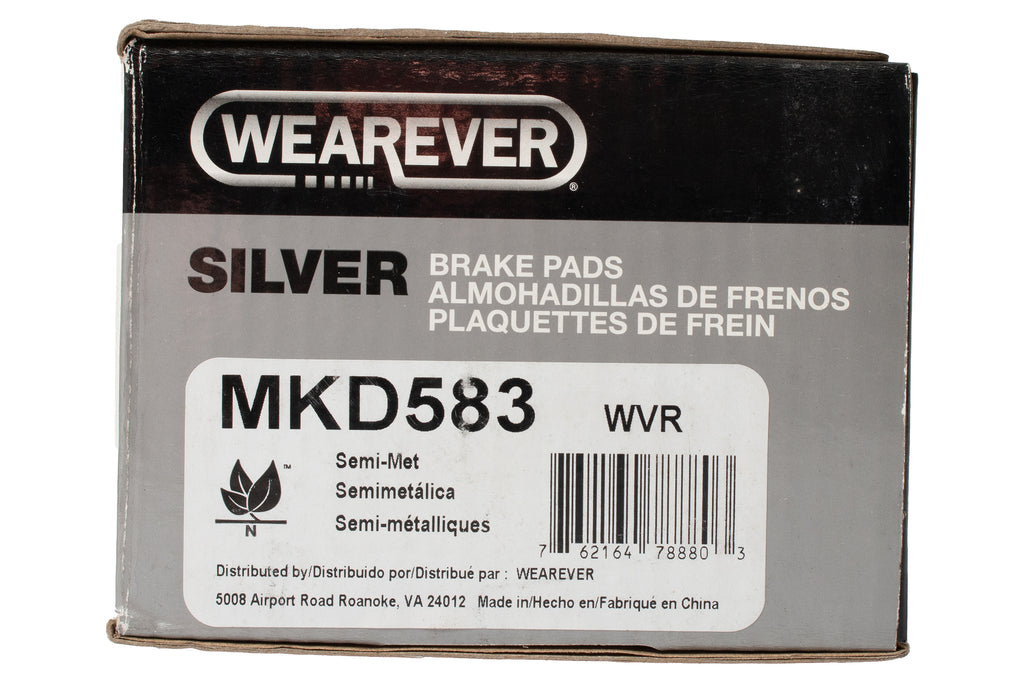 WEAREVER®
SILVER
BRAKE PADS
ALMOHADILLAS DE FRENOS
PLAQUETTES DE FREIN
MKD583 WVR
Semi-Met
Semimetálica
Semi-métalliques
™
N
7 62164 78880 3
Distributed by/Distribuido por/Distribué par : WEAREVER
5008 Airport Road Roanoke, VA 24012 Made in/Hecho en/Fabriqué en China